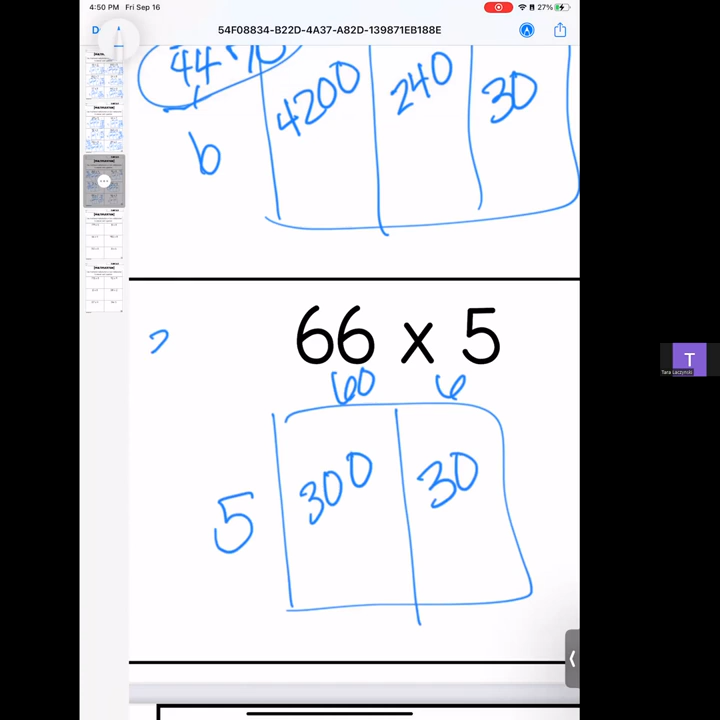 4:50 PM Fri Sep 16
27%
54F08834-B22D-4A37-A82D-139871EB188E
4200 240 30
6
66 x 5
60 6
5 300 30
T
Tara Laczynski